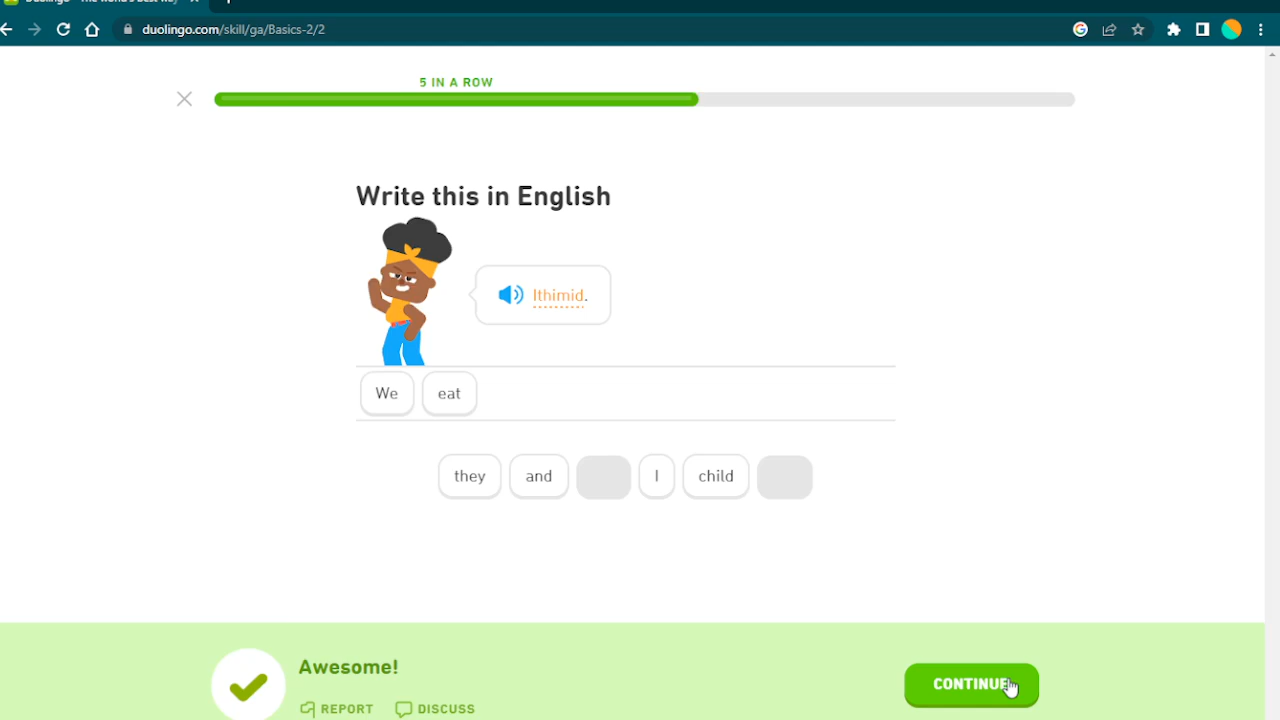 duolingo.com/skill/ga/Basics-2/2
5 IN A ROW
Write this in English
Ithimid.
We eat
they and I child
Awesome!
CONTINUE
REPORT DISCUSS